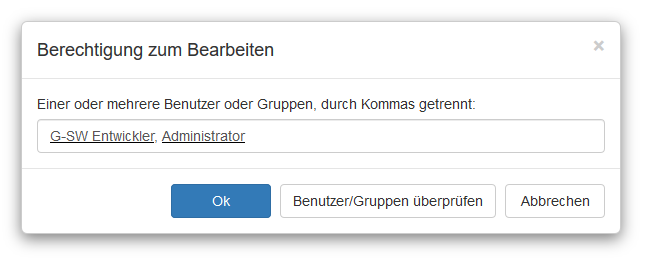 Berechtigung zum Bearbeiten ×
Einer oder mehrere Benutzer oder Gruppen, durch Kommas getrennt:
G-SW Entwickler, Administrator
Ok Benutzer/Gruppen überprüfen Abbrechen